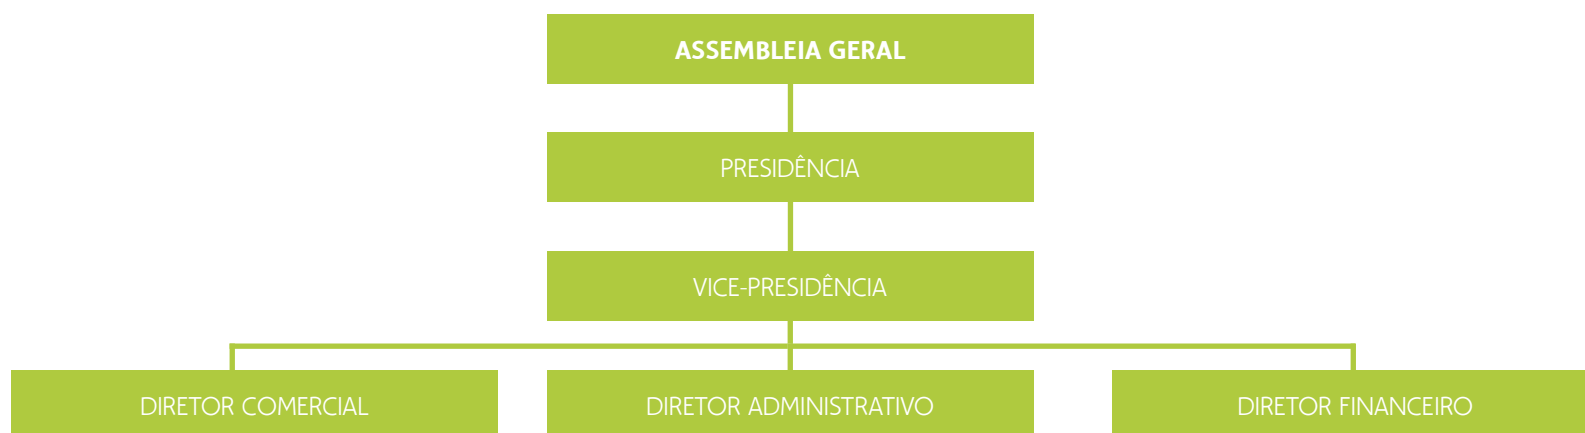 ASSEMBLEIA GERAL
PRESIDÊNCIA
VICE-PRESIDÊNCIA
DIRETOR COMERCIAL
DIRETOR ADMINISTRATIVO
DIRETOR FINANCEIRO